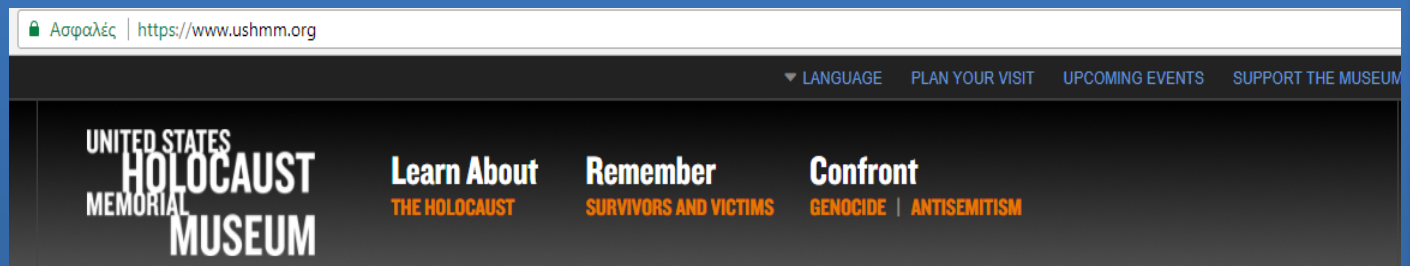 Ασφαλές | https://www.ushmm.org
LANGUAGE PLAN YOUR VISIT UPCOMING EVENTS SUPPORT THE MUSEUM
UNITED STATES
HOLOCAUST
MEMORIAL
MUSEUM
Learn About Remember Confront
THE HOLOCAUST SURVIVORS AND VICTIMS GENOCIDE | ANTISEMITISM